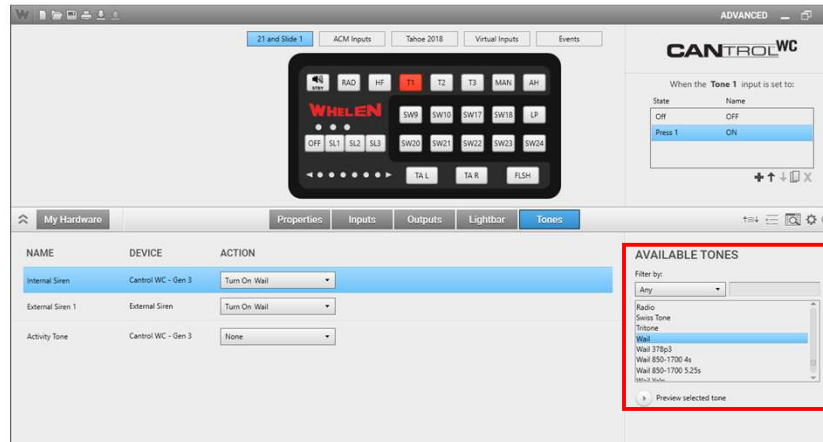 W
ADVANCED
21 and Slide 1
ACM Inputs
Tahoe 2018
Virtual Inputs
Events
STBY
RAD
HF
T1
T2
T3
MAN
AH
WHELEN
SW9
SW10
SW17
SW18
LP
OFF
SL1
SL2
SL3
SW20
SW21
SW22
SW23
SW24
TA L
TA R
FLSH
CANTROLWC
When the Tone 1 input is set to:
State Name
Off OFF
Press 1 ON
My Hardware
Properties
Inputs
Outputs
Lightbar
Tones
NAME DEVICE ACTION
Internal Siren Cantrol WC - Gen 3 Turn On Wail
External Siren 1 External Siren Turn On Wail
Activity Tone Cantrol WC - Gen 3 None
AVAILABLE TONES
Filter by:
Any
Radio
Swiss Tone
Tritone
Wail
Wail 378p3
Wail 850-1700 4s
Wail 850-1700 5.25s
Wail Yelp
Preview selected tone